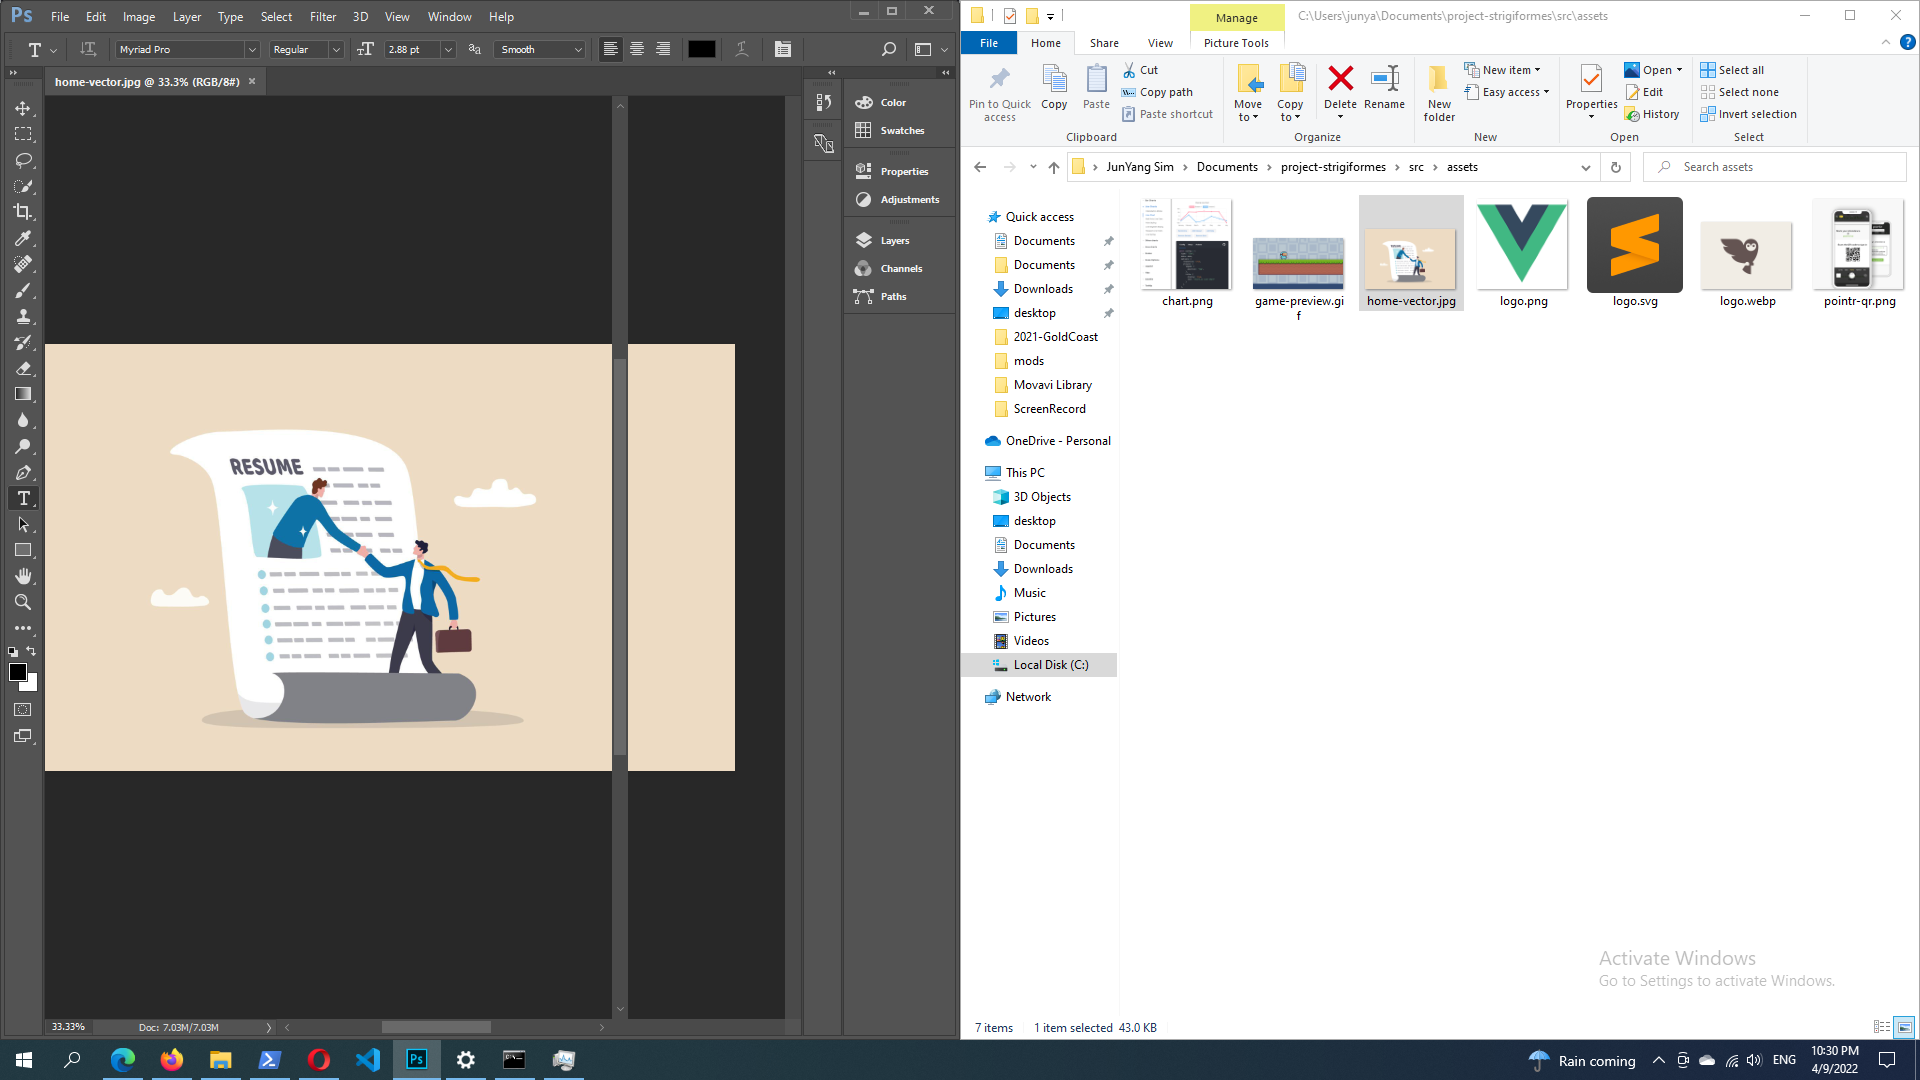 Ps File Edit Image Layer Type Select Filter 3D View Window Help
T Myriad Pro Regular 2.88 pt aa Smooth
home-vector.jpg @ 33.3% (RGB/8#)
Color
Swatches
Properties
Adjustments
Layers
Channels
Paths
RESUME
33.33% Doc: 7.03M/7.03M
Manage C:\Users\junya\Documents\project-strigiformes\src\assets
File Home Share View Picture Tools
Pin to Quick access
Copy
Paste
Cut
Copy path
Paste shortcut
Clipboard
Move to
Copy to
Delete
Rename
Organize
New folder
New item
Easy access
New
Properties
Open
Edit
History
Open
Select all
Select none
Invert selection
Select
JunYang Sim Documents project-strigiformes src assets
Search assets
Quick access
Documents
Documents
Downloads
desktop
2021-GoldCoast
mods
Movavi Library
ScreenRecord
OneDrive - Personal
This PC
3D Objects
desktop
Documents
Downloads
Music
Pictures
Videos
Local Disk (C:)
Network
chart.png
game-preview.gi
f
home-vector.jpg
logo.png
logo.svg
logo.webp
pointr-qr.png
Activate Windows
Go to Settings to activate Windows.
7 items 1 item selected 43.0 KB
Ps
Rain coming ENG
10:30 PM
4/9/2022